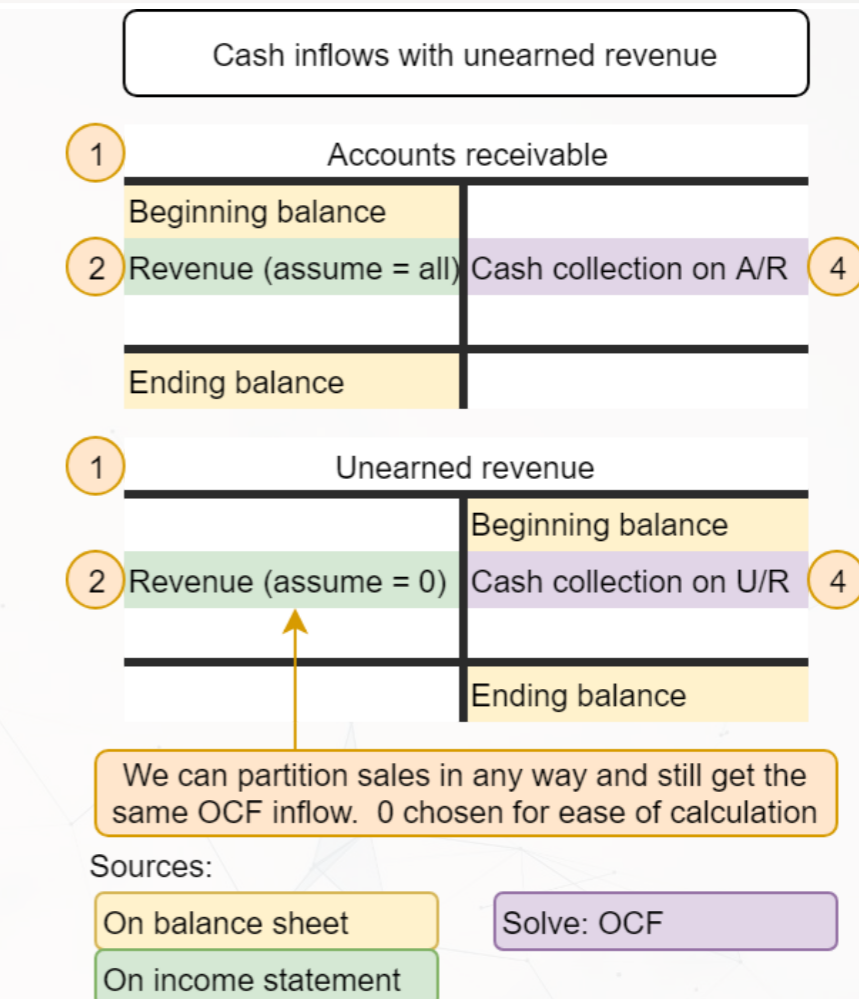 Cash inflows with unearned revenue
1
Accounts receivable
Beginning balance
2 Revenue (assume = all) Cash collection on A/R 4
Ending balance
1
Unearned revenue
Beginning balance
2 Revenue (assume = 0) Cash collection on U/R 4
Ending balance
We can partition sales in any way and still get the
same OCF inflow. 0 chosen for ease of calculation
Sources:
On balance sheet
Solve: OCF
On income statement